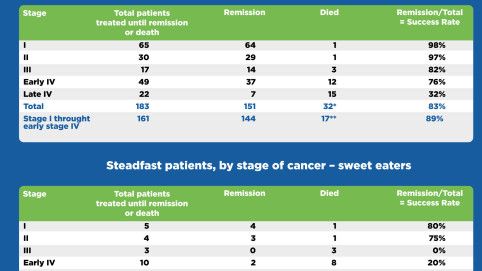 Stage Total patients treated until remission or death Remission Died Remission/Total = Success Rate
I 65 64 1 98%
II 30 29 1 97%
III 17 14 3 82%
Early IV 49 37 12 76%
Late IV 22 7 15 32%
Total 183 151 32* 83%
Stage I throught early stage IV 161 144 17** 89%
Steadfast patients, by stage of cancer – sweet eaters
Stage Total patients treated until remission or death Remission Died Remission/Total = Success Rate
I 5 4 1 80%
II 4 3 1 75%
III 3 0 3 0%
Early IV 10 2 8 20%